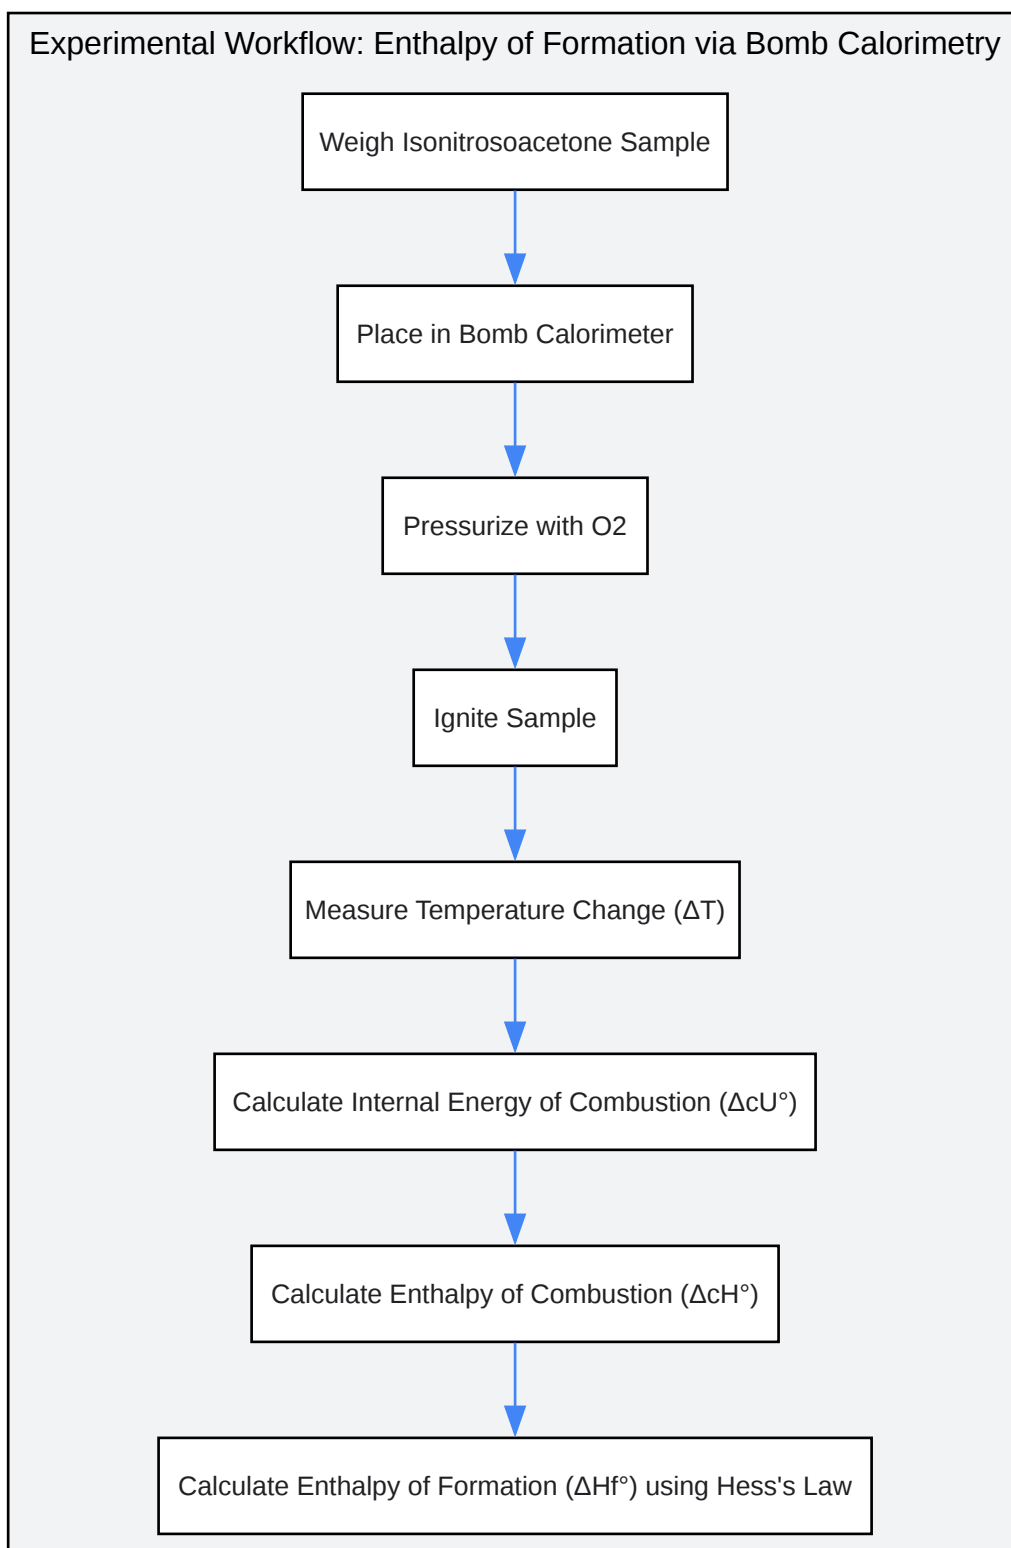 Experimental Workflow: Enthalpy of Formation via Bomb Calorimetry
Weigh Isonitrosoacetone Sample
Place in Bomb Calorimeter
Pressurize with O2
Ignite Sample
Measure Temperature Change (ΔT)
Calculate Internal Energy of Combustion (ΔcU°)
Calculate Enthalpy of Combustion (ΔcH°)
Calculate Enthalpy of Formation (ΔHf°) using Hess's Law